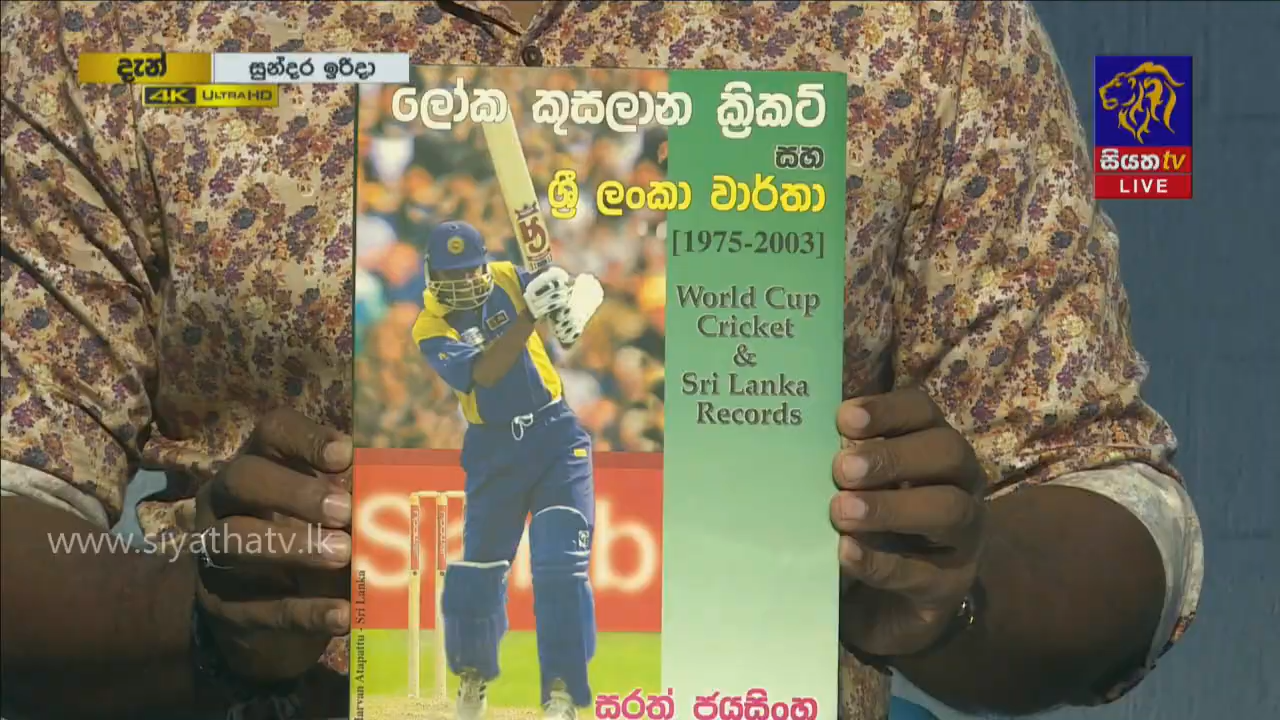 දැන්
සුන්දර ඉරිදා
4K ULTRA HD
සියත tv
LIVE
ලෝක කුසලාන ක්‍රිකට්
සහ
ශ්‍රී ලංකා වාර්තා
[1975-2003]
World Cup
Cricket
&
Sri Lanka
Records
www.siyathatv.lk
Atapattu - Sri Lanka
සරත් ජයසිංහ